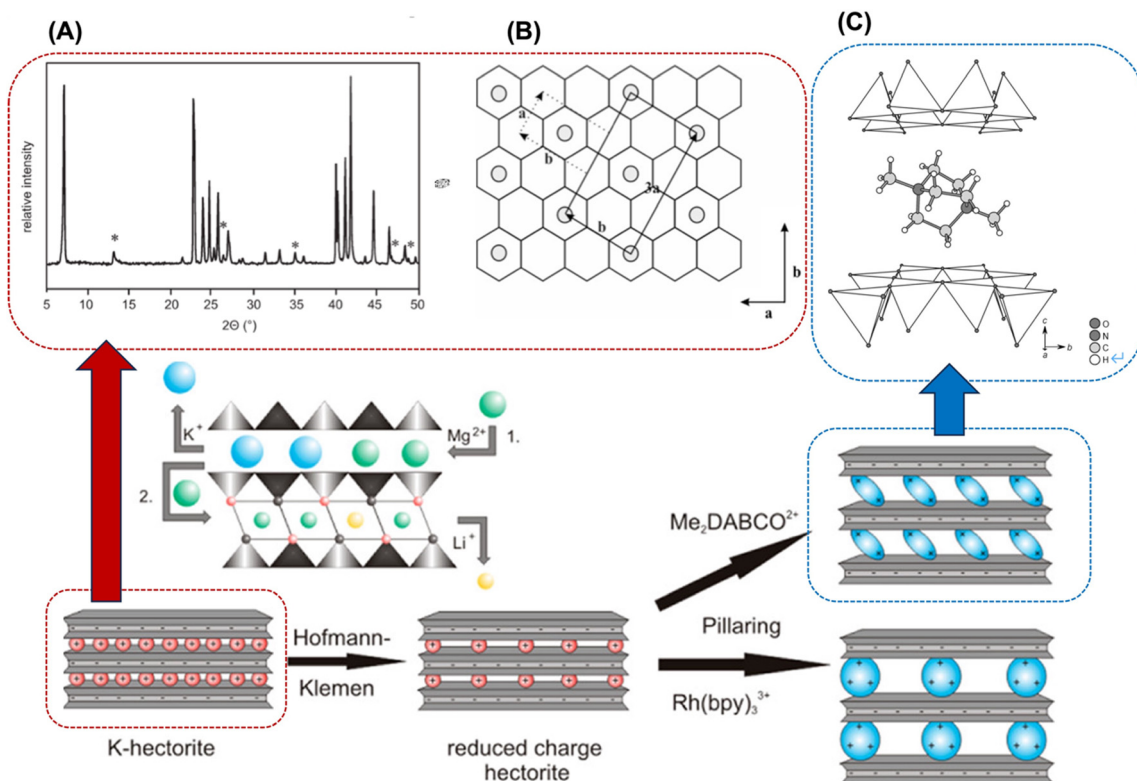 (A)
(B)
(C)
relative intensity
*
*
*
*
*
5
10
15
20
25
30
35
40
45
50
2Θ (°)
a
b
3a
b
b
a
c
a
b
O
N
C
H
K⁺
Mg²⁺
1.
2.
Li⁺
Me₂DABCO²⁺
Hofmann-
Klemen
Pillaring
Rh(bpy)₃³⁺
K-hectorite
reduced charge
hectorite